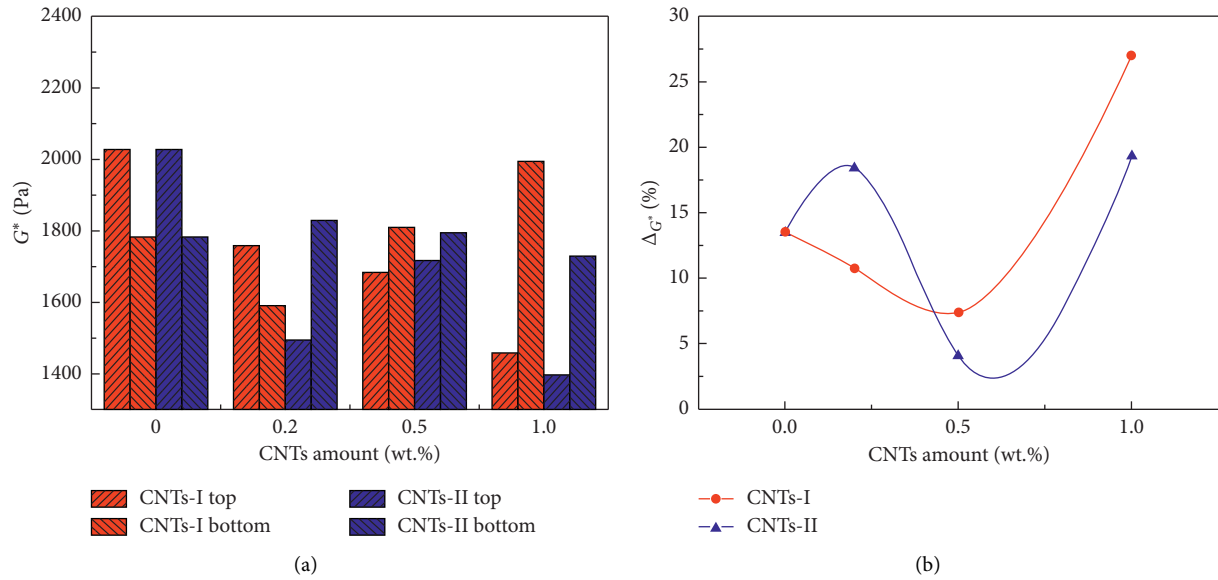 2400
2200
2000
1800
1600
1400
G* (Pa)
0 0.2 0.5 1.0
CNTs amount (wt.%)
CNTs-I top
CNTs-I bottom
CNTs-II top
CNTs-II bottom
(a)
30
25
20
15
10
5
0
ΔG* (%)
0.0 0.5 1.0
CNTs amount (wt.%)
CNTs-I
CNTs-II
(b)